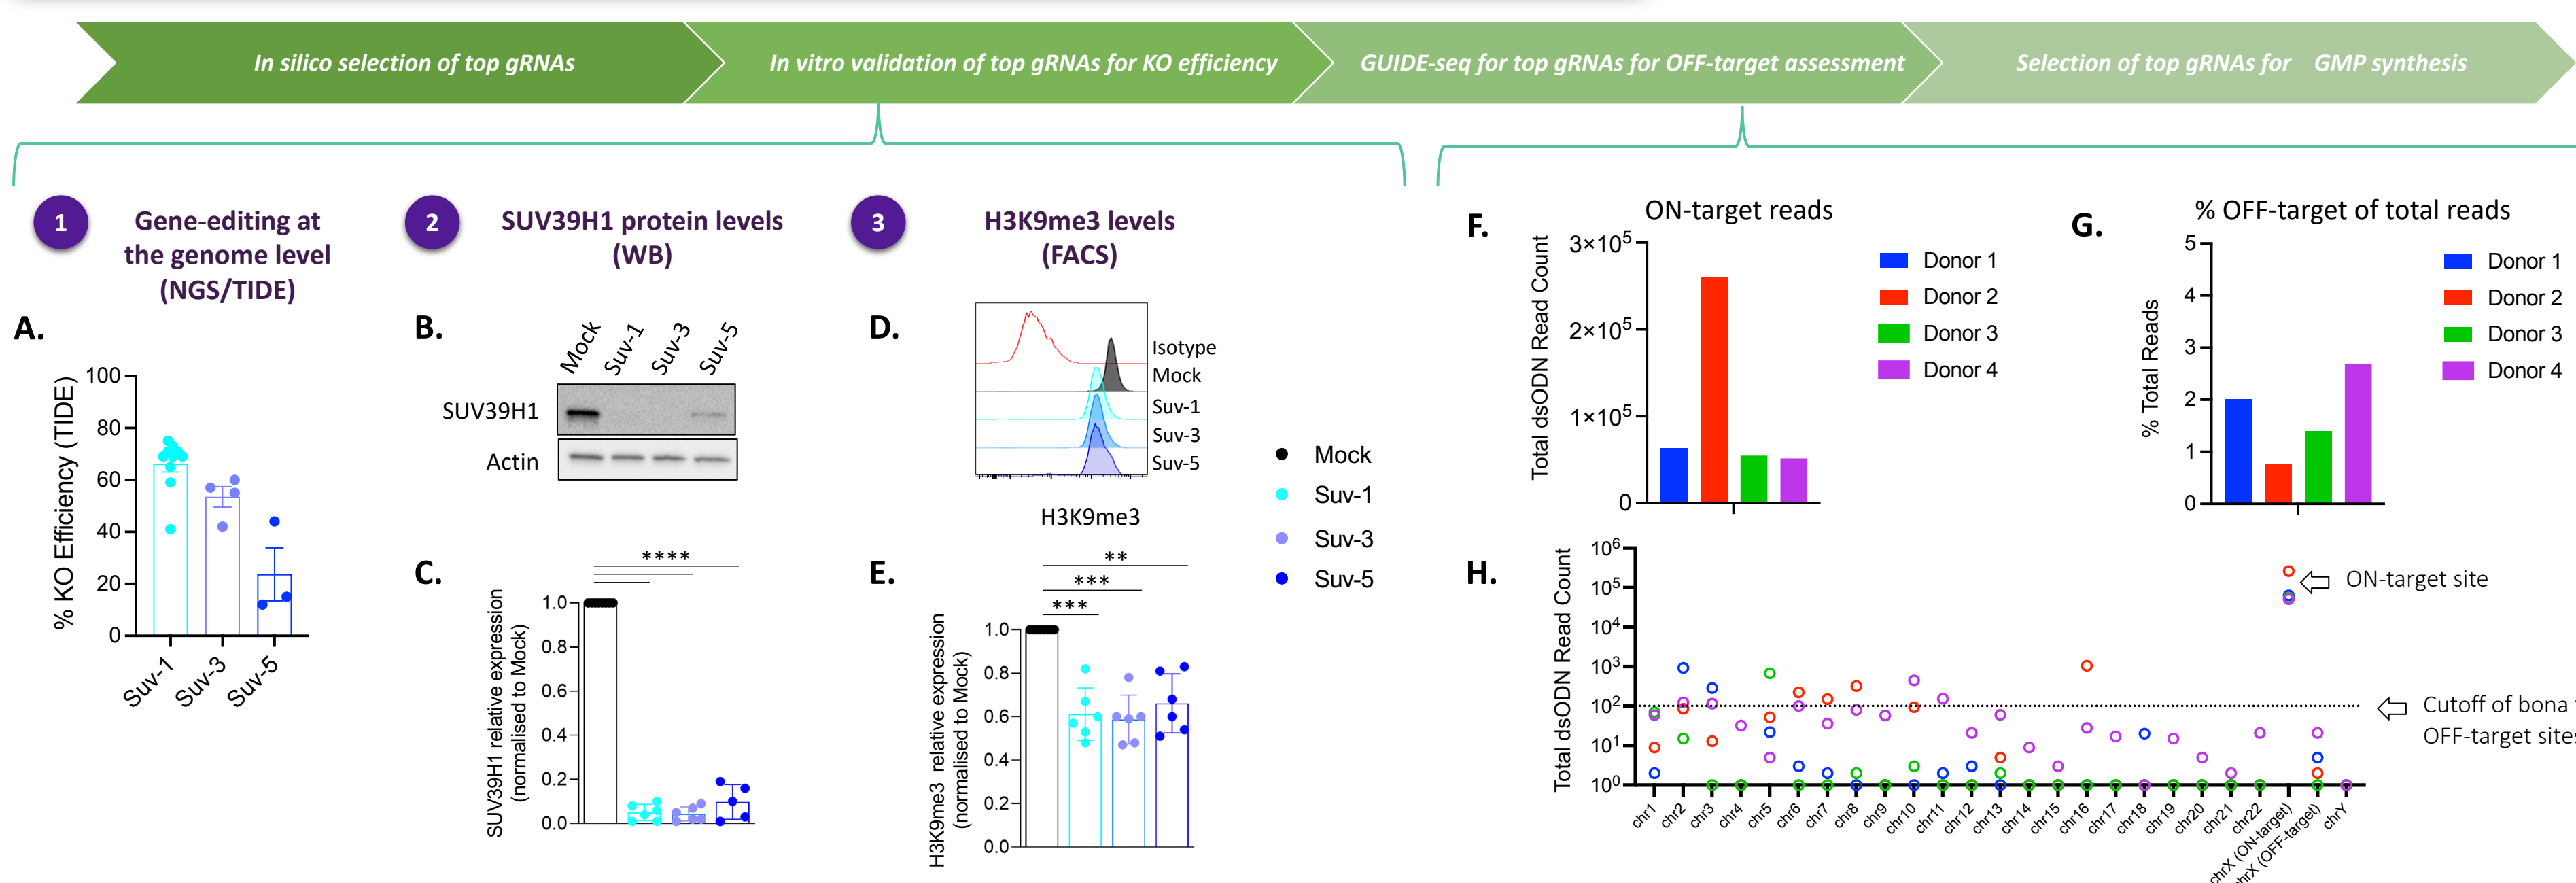 In silico selection of top gRNAs
In vitro validation of top gRNAs for KO efficiency
GUIDE-seq for top gRNAs for OFF-target assessment
Selection of top gRNAs for GMP synthesis
1
Gene-editing at
the genome level
(NGS/TIDE)
2
SUV39H1 protein levels
(WB)
3
H3K9me3 levels
(FACS)
A.
% KO Efficiency (TIDE)
100
80
60
40
20
0
Suv-1
Suv-3
Suv-5
B.
Mock
Suv-1
Suv-3
Suv-5
SUV39H1
Actin
C.
****
SUV39H1 relative expression
(normalised to Mock)
1.0
0.8
0.6
0.4
0.2
0.0
D.
Isotype
Mock
Suv-1
Suv-3
Suv-5
H3K9me3
E.
**
***
***
H3K9me3 relative expression
(normalised to Mock)
1.0
0.8
0.6
0.4
0.2
0.0
Mock
Suv-1
Suv-3
Suv-5
F.
ON-target reads
Total dsODN Read Count
3×10⁵
2×10⁵
1×10⁵
0
Donor 1
Donor 2
Donor 3
Donor 4
G.
% OFF-target of total reads
% Total Reads
5
4
3
2
1
0
Donor 1
Donor 2
Donor 3
Donor 4
H.
Total dsODN Read Count
10⁶
10⁵
10⁴
10³
10²
10¹
10⁰
ON-target site
Cutoff of bona
OFF-target sites
chr1
chr2
chr3
chr4
chr5
chr6
chr7
chr8
chr9
chr10
chr11
chr12
chr13
chr14
chr15
chr16
chr17
chr18
chr19
chr20
chr21
chr22
chrX (ON-target)
chrX (OFF-target)
chrY